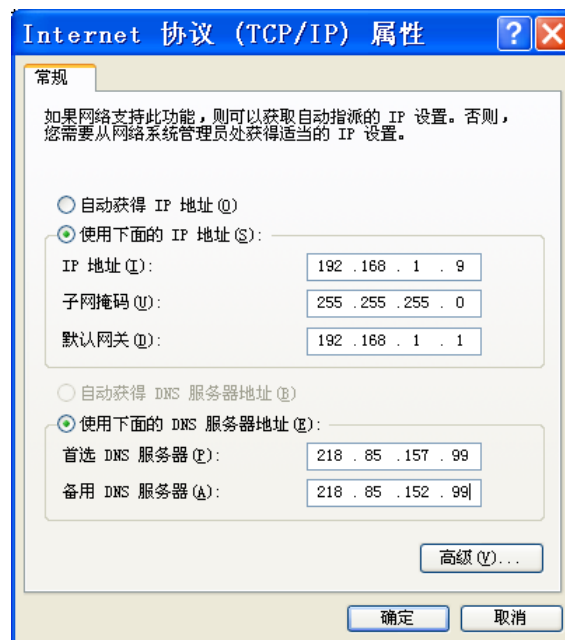 Internet 协议 (TCP/IP) 属性
常规
如果网络支持此功能，则可以获取自动指派的 IP 设置。否则，
您需要从网络系统管理员处获得适当的 IP 设置。
自动获得 IP 地址(O)
使用下面的 IP 地址(S):
IP 地址(I): 192 .168 . 1 . 9
子网掩码(U): 255 .255 .255 . 0
默认网关(D): 192 .168 . 1 . 1
自动获得 DNS 服务器地址(B)
使用下面的 DNS 服务器地址(E):
首选 DNS 服务器(P): 218 . 85 .157 . 99
备用 DNS 服务器(A): 218 . 85 .152 . 99
高级(V)...
确定 取消